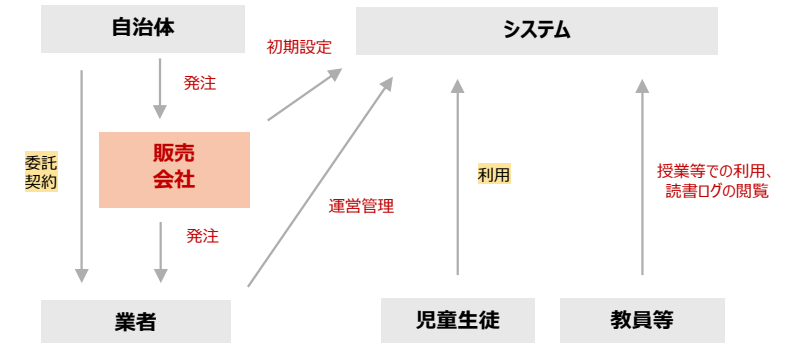 自治体
システム
初期設定
発注
販売
会社
委託
契約
利用
授業等での利用、
読書ログの閲覧
運営管理
発注
業者
児童生徒
教員等